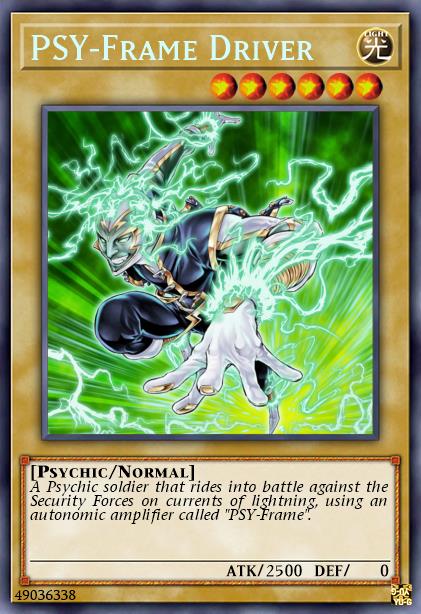 PSY-FRAME DRIVER
LIGHT
光
[PSYCHIC/NORMAL]
A Psychic soldier that rides into battle against the
Security Forces on currents of lightning, using an
autonomic amplifier called "PSY-Frame".
ATK/2500 DEF/ 0
49036338